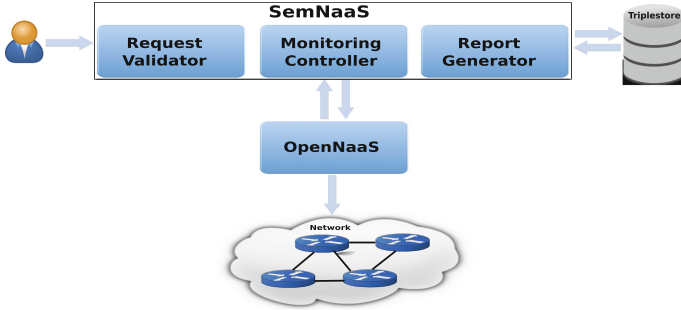 SemNaaS
Request
Validator
Monitoring
Controller
Report
Generator
Triplestore
OpenNaaS
Network